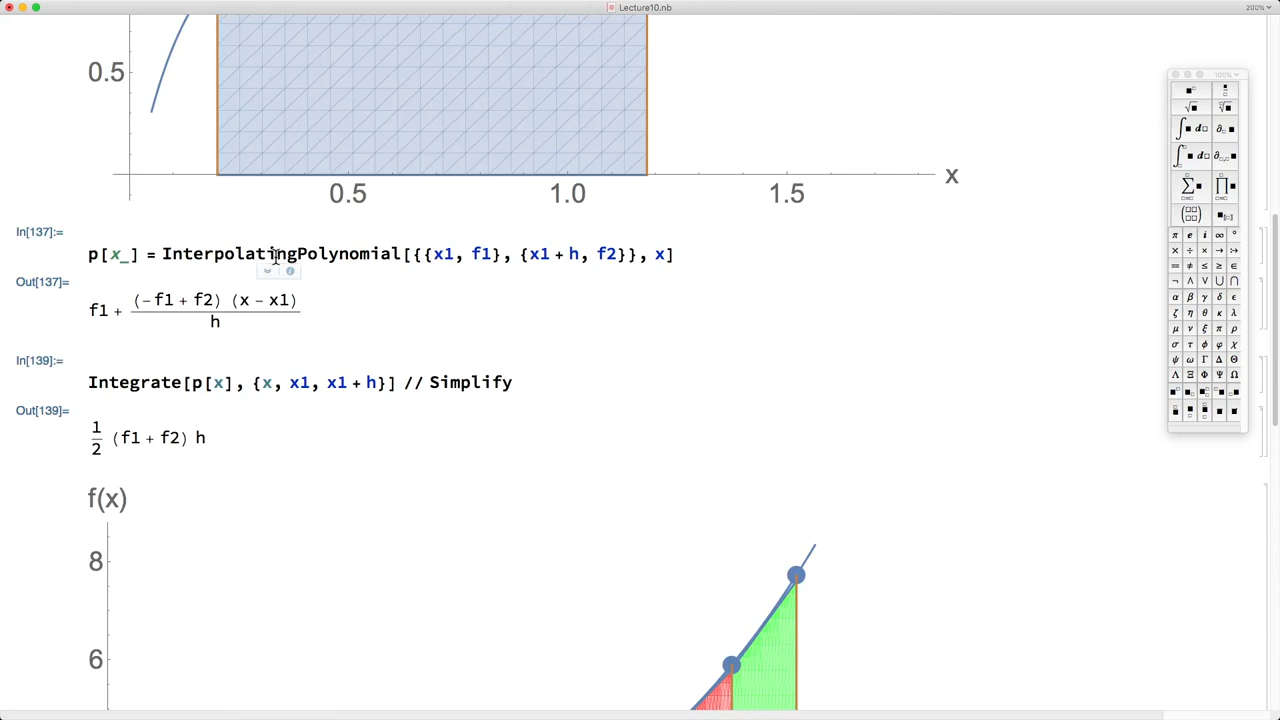 Lecture10.nb
200%
0.5
0.5
1.0
1.5
x
100%
In[137]:=
p[x_] = InterpolatingPolynomial[{{x1, f1}, {x1 + h, f2}}, x]
Out[137]=
f1 + (-f1 + f2) (x - x1)
h
In[139]:=
Integrate[p[x], {x, x1, x1 + h}] // Simplify
Out[139]=
1
2 (f1 + f2) h
f(x)
8
6
π e i ∞ °
× ÷ + → :→
== ≠ ≤ ≥ ∈
¬ ∧ ∨ ∪ ∩
α β γ δ ϵ
ζ η θ κ λ
μ ν ξ π ρ
σ τ ϕ φ χ
ψ ω Γ Δ Θ
Λ Ξ Φ Ψ Ω